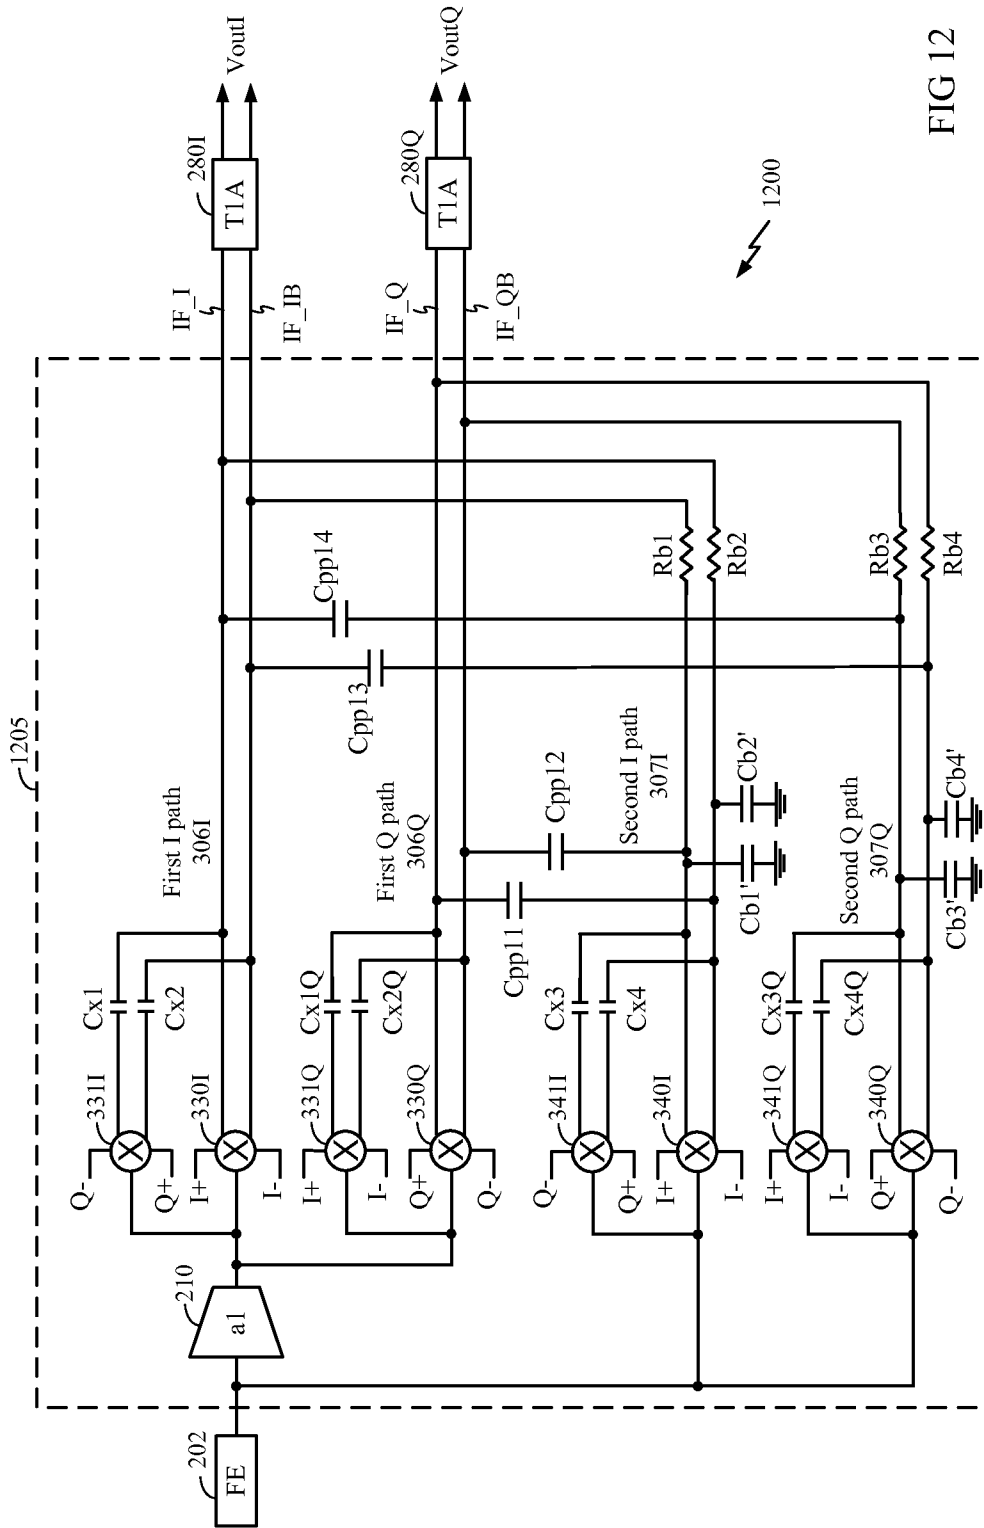 FE
202
1205
a1
210
Q-
Q+
331I
Cx1
Cx2
I+
I-
330I
First I path
306I
I+
I-
331Q
Cx1Q
Cx2Q
Q+
Q-
330Q
First Q path
306Q
Cpp11
Cpp12
Cpp13
Cpp14
Q-
Q+
341I
Cx3
Cx4
I+
I-
340I
Second I path
307I
Cb1'
Cb2'
Rb1
Rb2
I+
I-
341Q
Cx3Q
Cx4Q
Q+
Q-
340Q
Second Q path
307Q
Cb3'
Cb4'
Rb3
Rb4
IF_I
IF_IB
T1A
280I
VoutI
IF_Q
IF_QB
T1A
280Q
VoutQ
1200
FIG 12